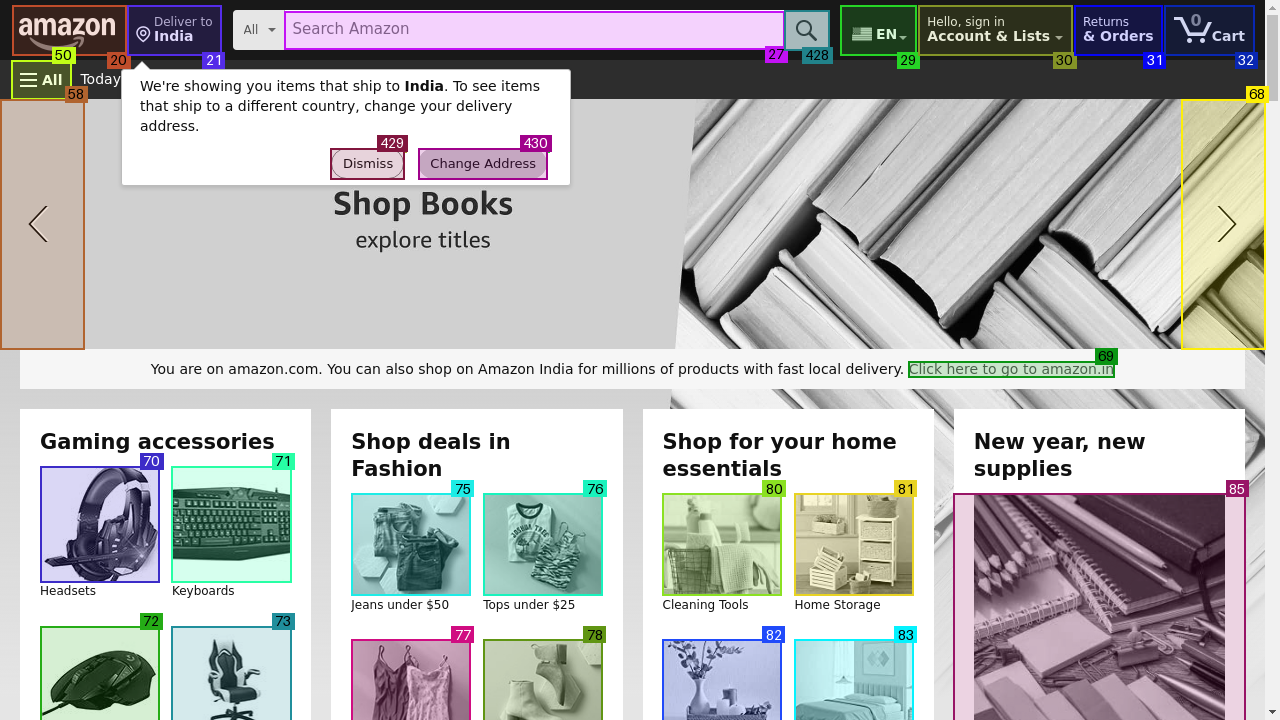 amazon
Deliver to
India
All
Search Amazon
EN
Hello, sign in
Account & Lists
Returns
& Orders
0
Cart
50
20
21
27
428
29
30
31
32
All
Today
58
68
We're showing you items that ship to India. To see items
that ship to a different country, change your delivery
address.
429
430
Dismiss
Change Address
Shop Books
explore titles
69
You are on amazon.com. You can also shop on Amazon India for millions of products with fast local delivery. Click here to go to amazon.in
Gaming accessories
Shop deals in
Fashion
Shop for your home
essentials
New year, new
supplies
70
71
75
76
80
81
85
Headsets
Keyboards
Jeans under $50
Tops under $25
Cleaning Tools
Home Storage
72
73
77
78
82
83